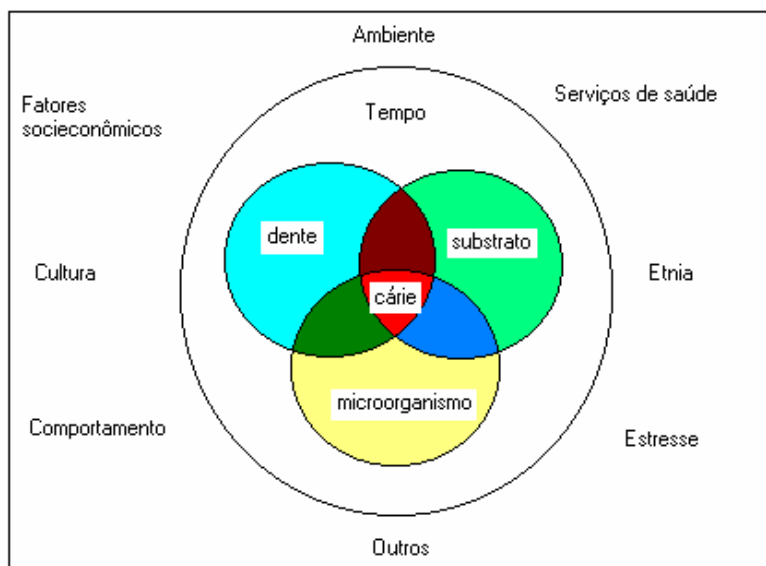 Ambiente
Fatores
socieconômicos
Serviços de saúde
Tempo
dente
substrato
Cultura
cárie
Etnia
microorganismo
Comportamento
Estresse
Outros